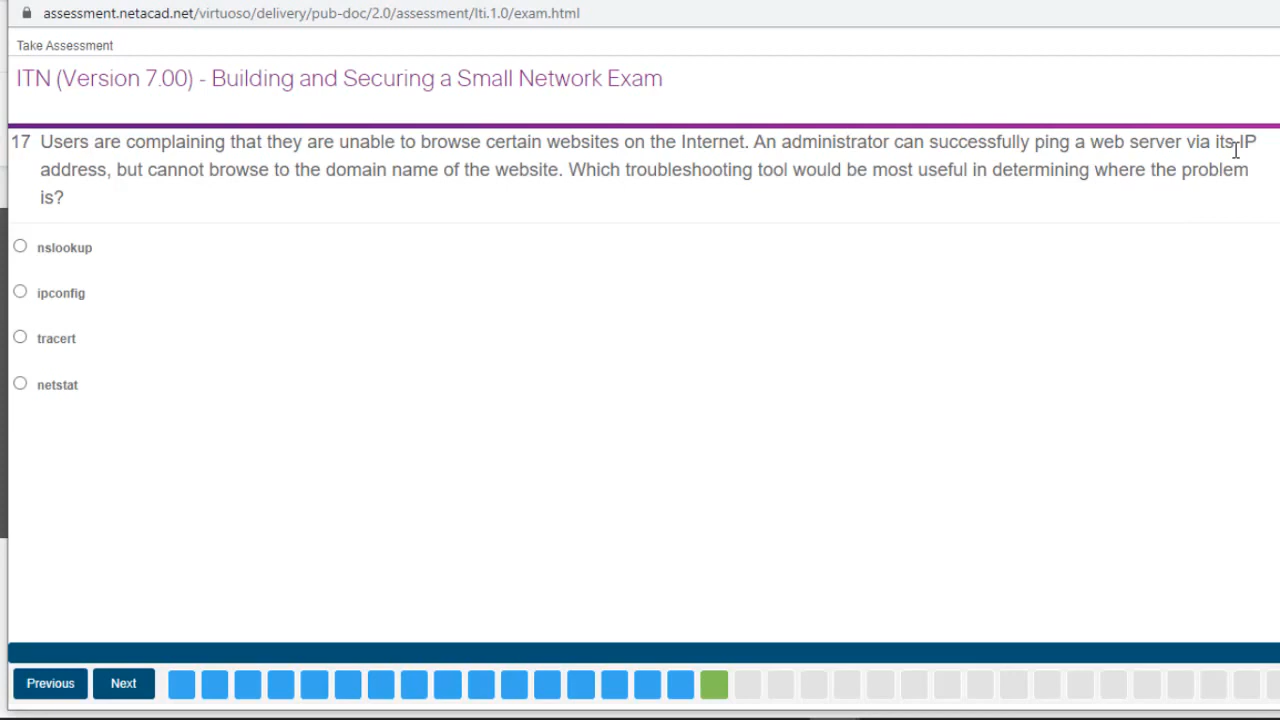 assessment.netacad.net/virtuoso/delivery/pub-doc/2.0/assessment/lti.1.0/exam.html
Take Assessment
ITN (Version 7.00) - Building and Securing a Small Network Exam
17 Users are complaining that they are unable to browse certain websites on the Internet. An administrator can successfully ping a web server via its IP
address, but cannot browse to the domain name of the website. Which troubleshooting tool would be most useful in determining where the problem
is?
nslookup
ipconfig
tracert
netstat
Previous Next